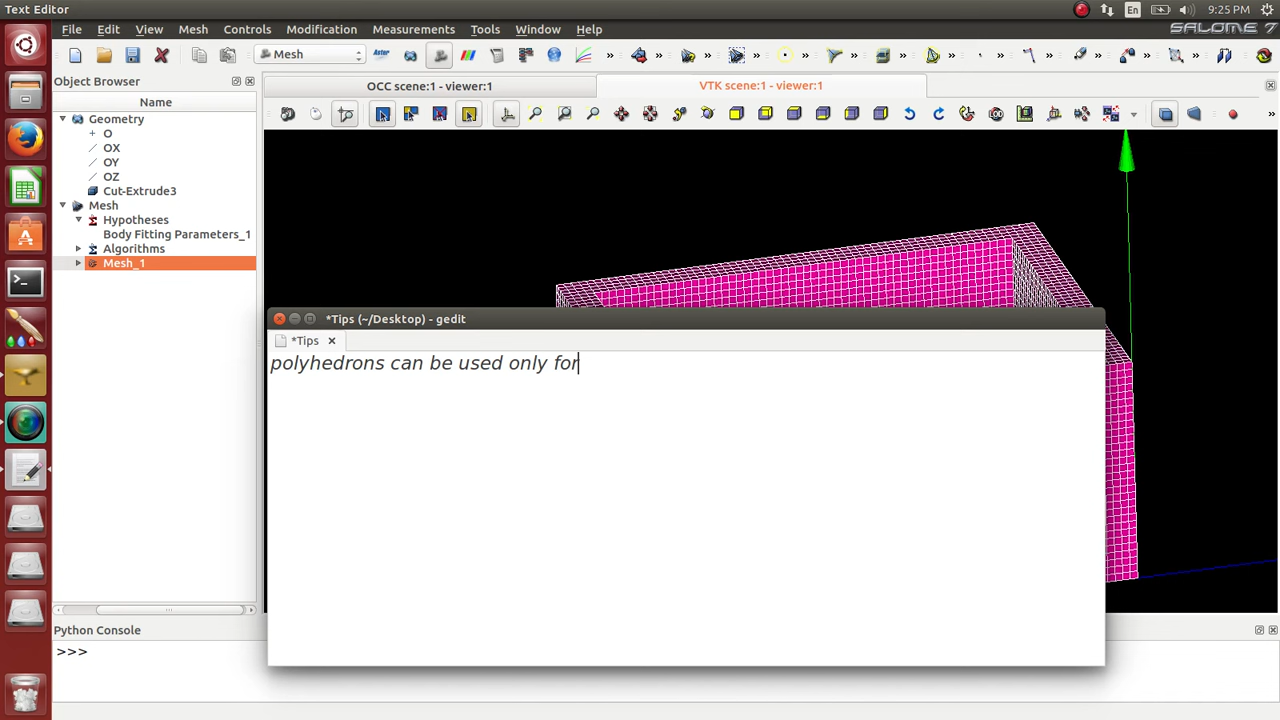 Text Editor
En
9:25 PM
File Edit View Mesh Controls Modification Measurements Tools Window Help
SALOME 7
Mesh
Aster
»
»
»
»
»
»
»
»
»
»
Object Browser
OCC scene:1 - viewer:1
VTK scene:1 - viewer:1
Name
Geometry
O
OX
OY
OZ
Cut-Extrude3
Mesh
Hypotheses
Body Fitting Parameters_1
Algorithms
Mesh_1
*Tips (~/Desktop) - gedit
*Tips
polyhedrons can be used only for
Python Console
>>>